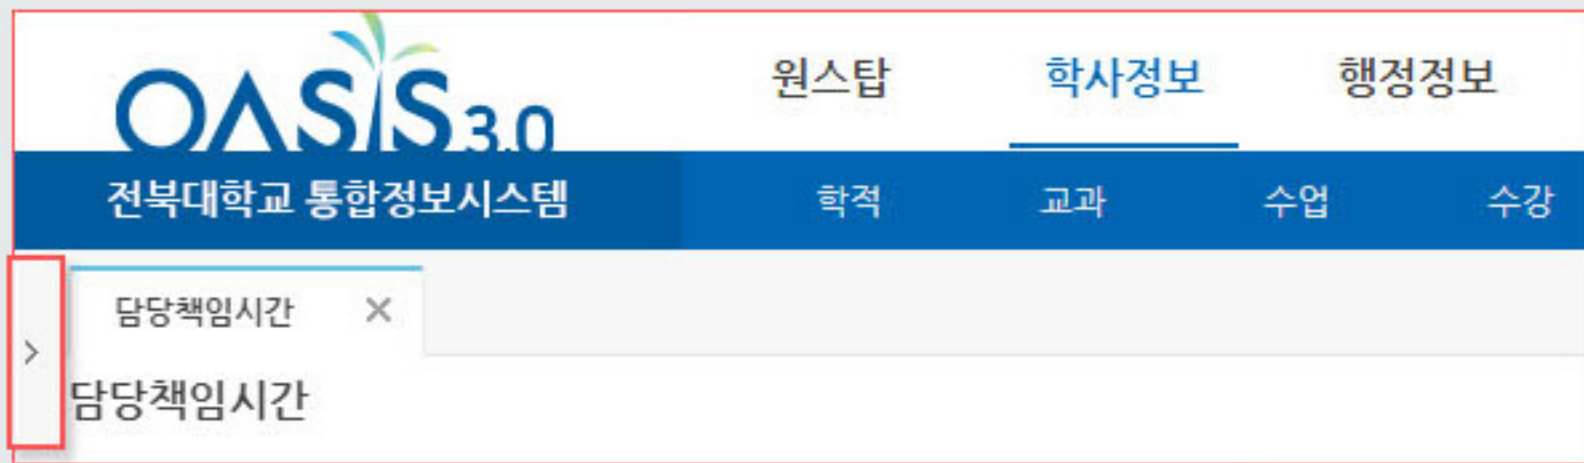 OASIS 3.0
원스탑 학사정보 행정정보
전북대학교 통합정보시스템 학적 교과 수업 수강
담당책임시간 ×
>
담당책임시간